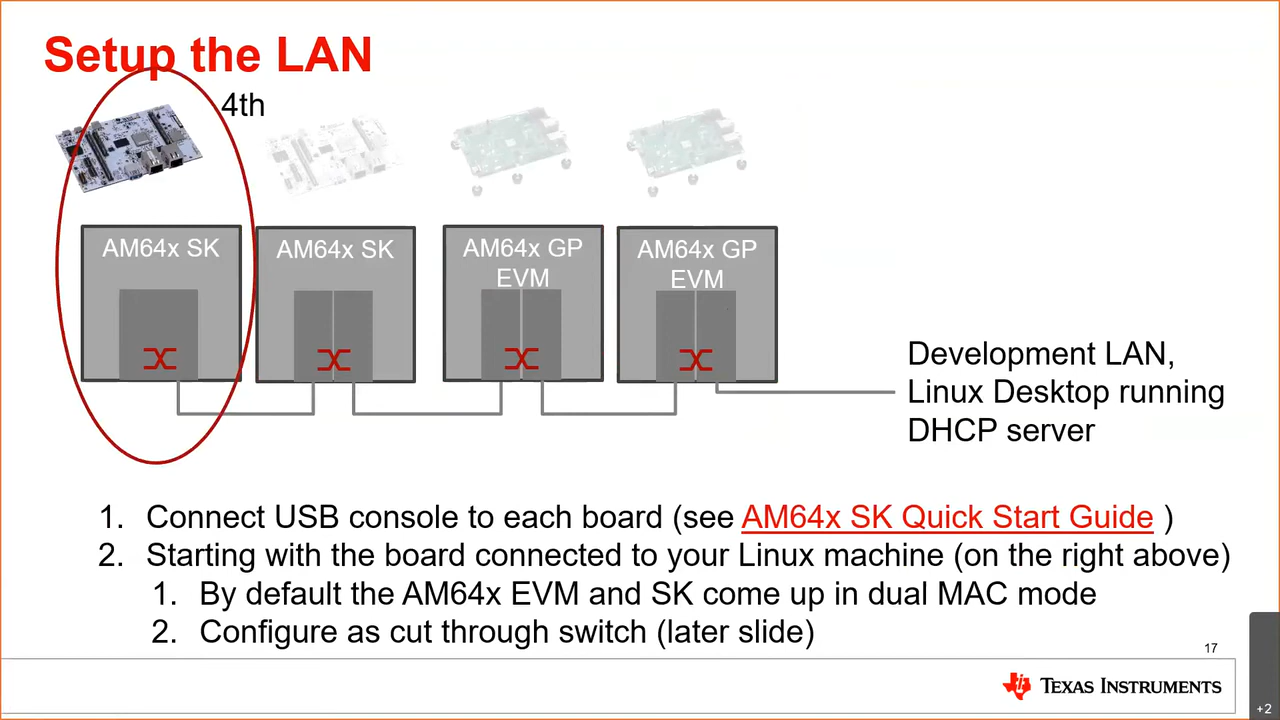 Setup the LAN
4th
AM64x SK
AM64x SK
AM64x GP
EVM
AM64x GP
EVM
Development LAN,
Linux Desktop running
DHCP server
1. Connect USB console to each board (see AM64x SK Quick Start Guide )
2. Starting with the board connected to your Linux machine (on the right above)
1. By default the AM64x EVM and SK come up in dual MAC mode
2. Configure as cut through switch (later slide)
17
TEXAS INSTRUMENTS
+2